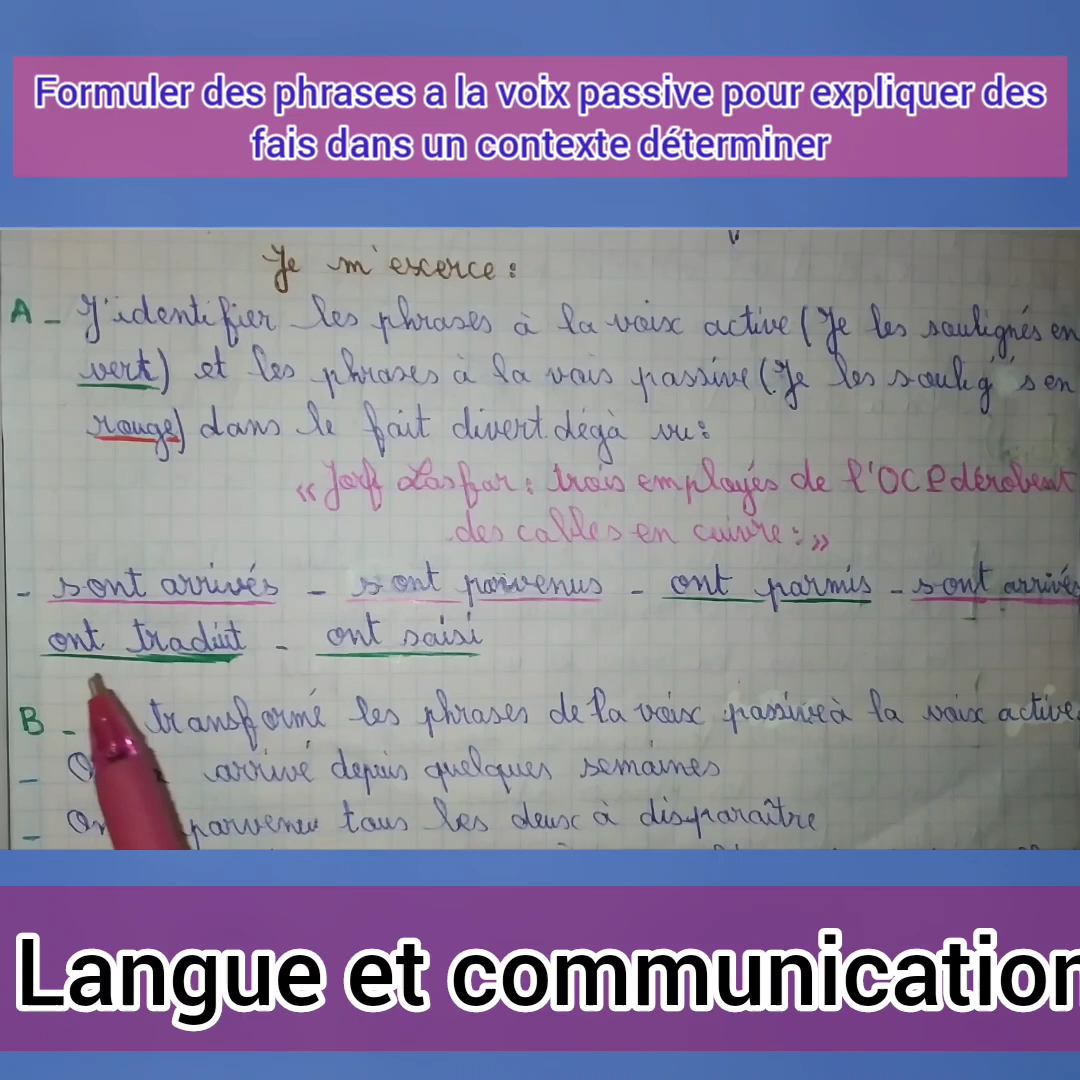 Formuler des phrases a la voix passive pour expliquer des
fais dans un contexte déterminer
Je m'exerce :
A - J'identifier les phrases à la voix active (Je les soulignés en
vert) et les phrases à la vois passive (Je les soulig s en
rouge) dans le fait divert déjà vu :
« Jorf Lasfar : trois employés de l'OCP dérobent
des calbles en cuivre : »
- sont arrivés - sont parvenus - ont parmis - sont arrivés
ont traduit - ont saisi
B - transformé les phrases de la voix passive à la voix active.
- arrivé depuis quelques semaines
- On parvenu tous les deux à disparaître
Langue et communication